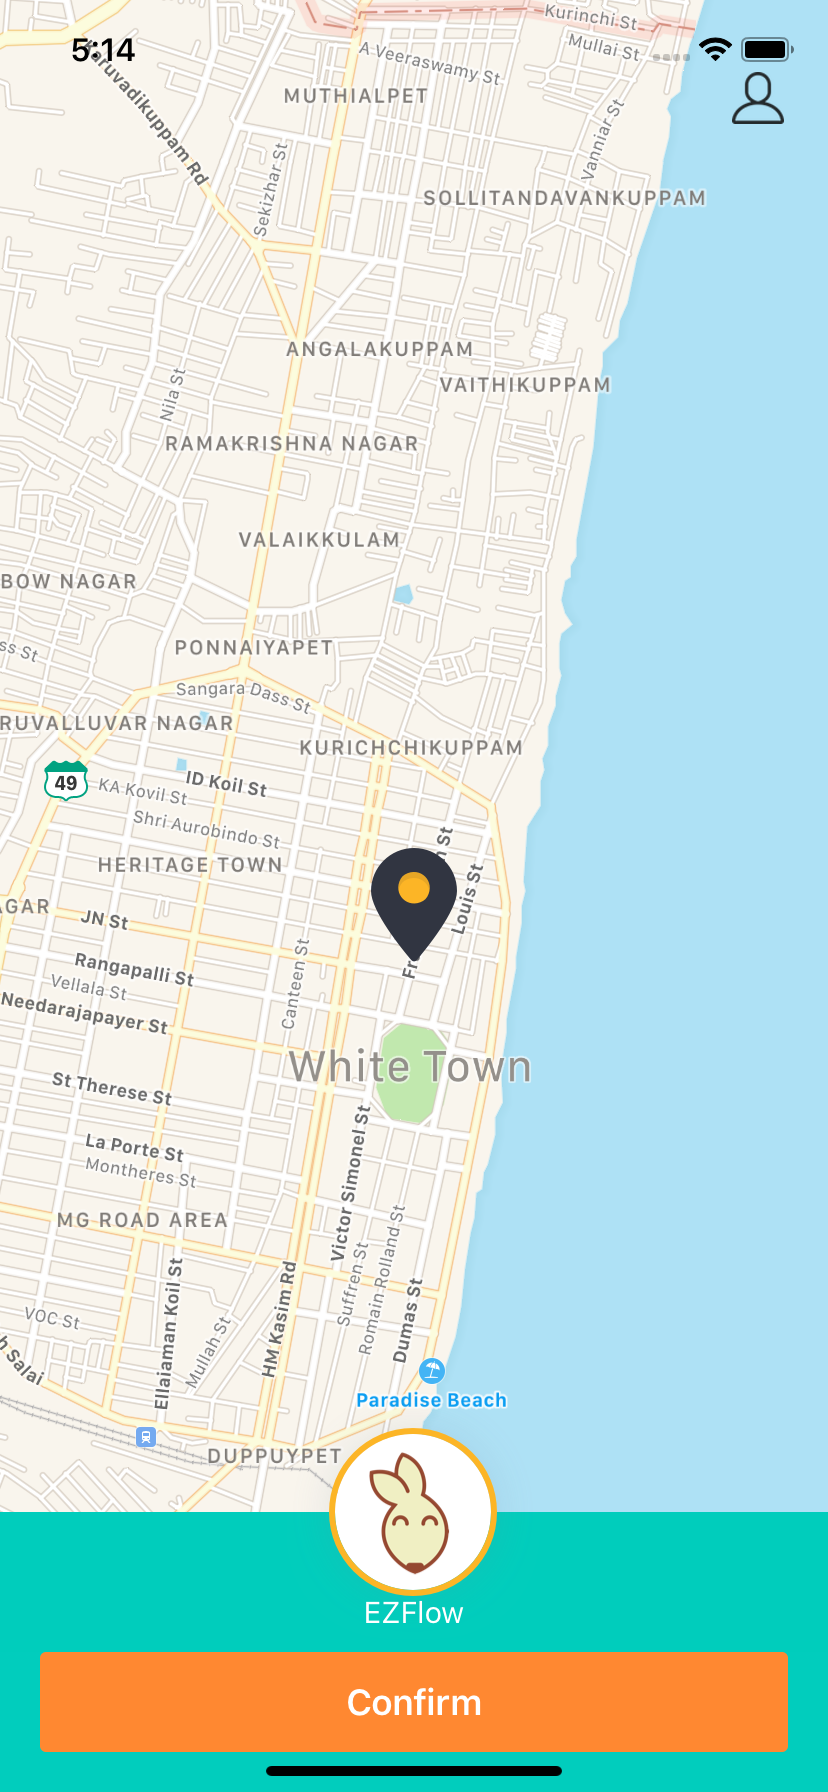 5:14
Kurinchi St
Mullai St
A Veeraswamy St
MUTHIALPET
Vanniar St
Sekizhar St
SOLLITANDAVANKUPPAM
ANGALAKUPPAM
VAITHIKUPPAM
Nila St
RAMAKRISHNA NAGAR
VALAIKKULAM
BOW NAGAR
PONNAIYAPET
ss St
Sangara Dass St
RUVALLUVAR NAGAR
KURICHCHIKUPPAM
49
ID Koil St
KA Kovil St
Shri Aurobindo St
HERITAGE TOWN
n St
Louis St
AGAR
JN St
Rangapalli St
Fr
Canteen St
Vellala St
Needarajapayer St
White Town
St Therese St
La Porte St
Montheres St
Victor Simonel St
MG ROAD AREA
Ellaiaman Koil St
HM Kasim Rd
Suffren St
Romain Rolland St
Dumas St
VOC St
Mullah St
h Salai
Paradise Beach
DUPPUYPET
EZFlow
Confirm